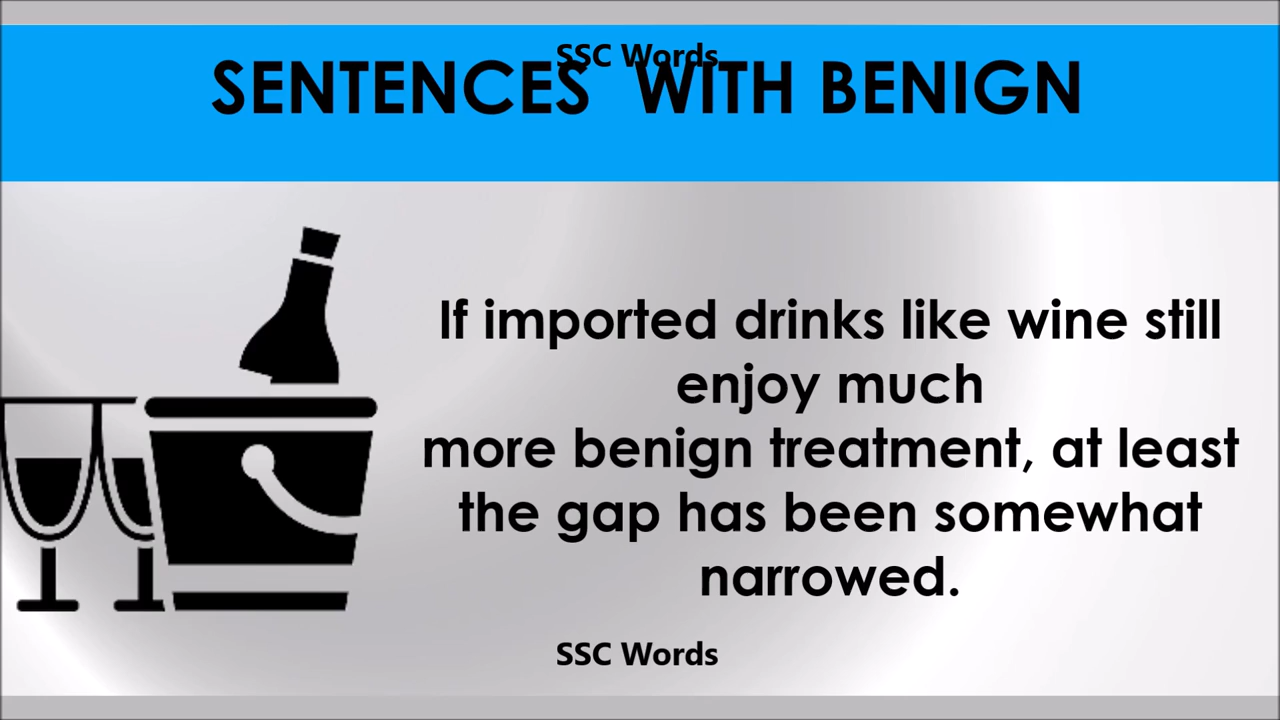 SSC Words
SENTENCES WITH BENIGN
If imported drinks like wine still
enjoy much
more benign treatment, at least
the gap has been somewhat
narrowed.
SSC Words